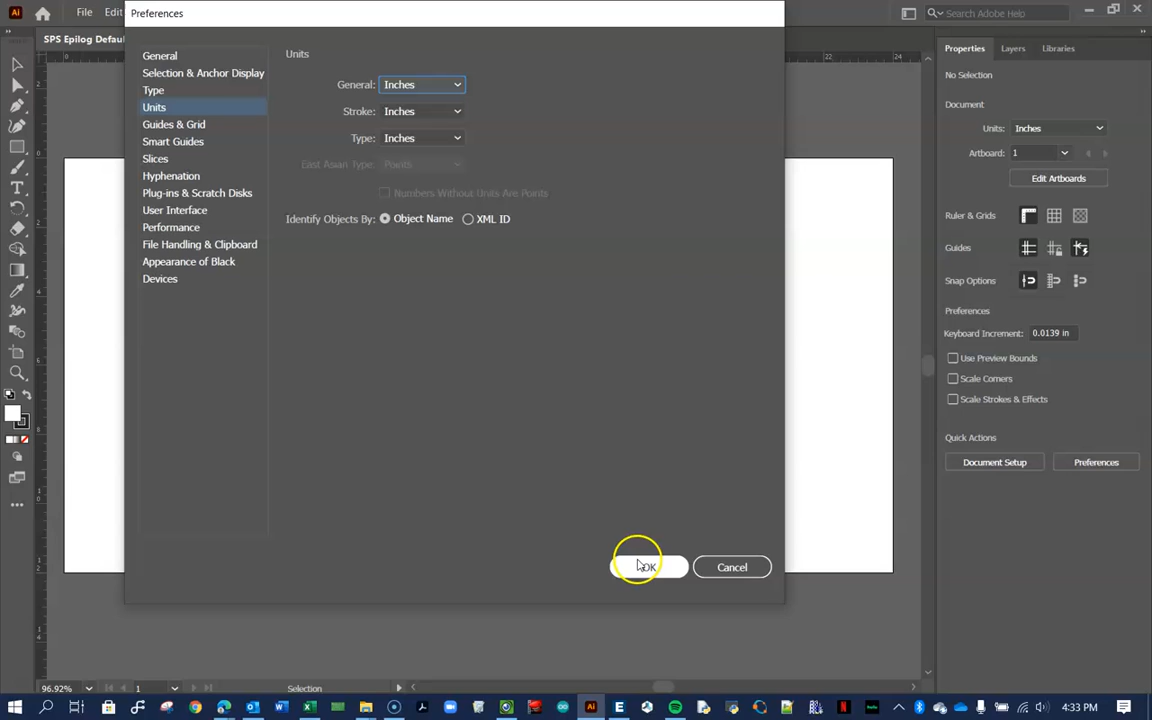 Ai File Edit
Preferences
Search Adobe Help
SPS Epilog Defaul
0 22 24
Properties Layers Libraries
General
Selection & Anchor Display
Type
Units
Guides & Grid
Smart Guides
Slices
Hyphenation
Plug-ins & Scratch Disks
User Interface
Performance
File Handling & Clipboard
Appearance of Black
Devices
Units
General: Inches
Stroke: Inches
Type: Inches
East Asian Type: Points
Numbers Without Units Are Points
Identify Objects By: Object Name XML ID
OK Cancel
No Selection
Document
Units: Inches
Artboard: 1
Edit Artboards
Ruler & Grids
Guides
Snap Options
Preferences
Keyboard Increment: 0.0139 in
Use Preview Bounds
Scale Corners
Scale Strokes & Effects
Quick Actions
Document Setup Preferences
96.92% 1 Selection
4:33 PM